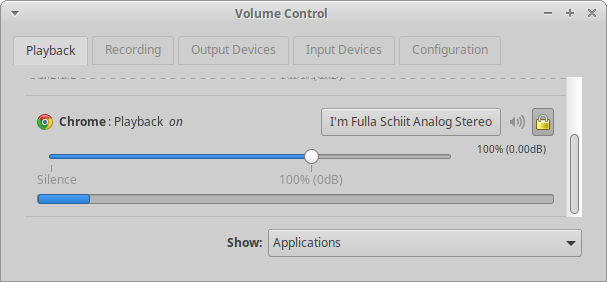 Volume Control
Playback Recording Output Devices Input Devices Configuration
Chrome: Playback on I'm Fulla Schiit Analog Stereo
100% (0.00dB)
Silence 100% (0dB)
Show: Applications